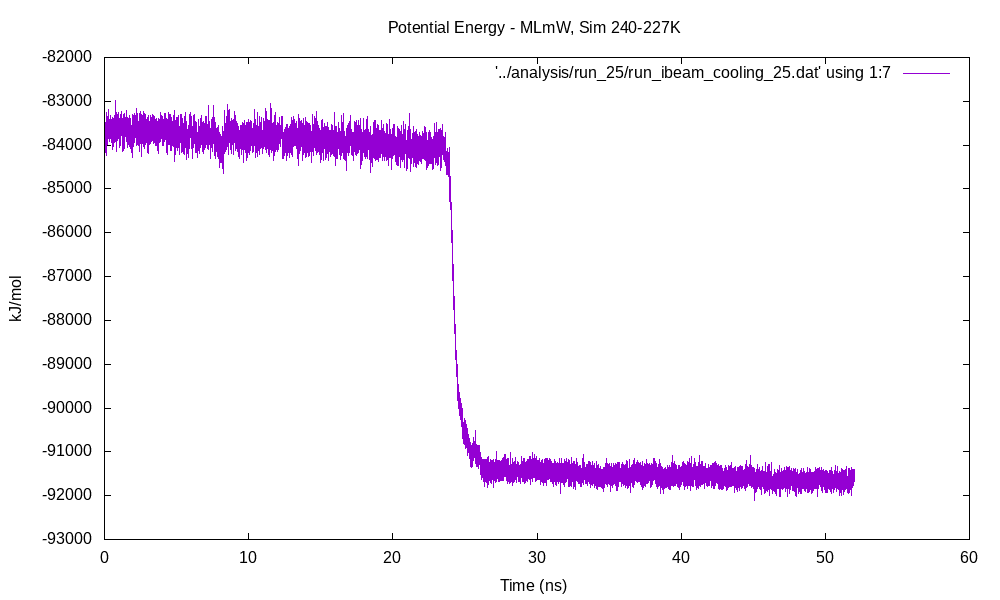 Potential Energy - MLmW, Sim 240-227K
'../analysis/run_25/run_ibeam_cooling_25.dat' using 1:7
-82000
-83000
-84000
-85000
-86000
-87000
-88000
-89000
-90000
-91000
-92000
-93000
kJ/mol
0 10 20 30 40 50 60
Time (ns)